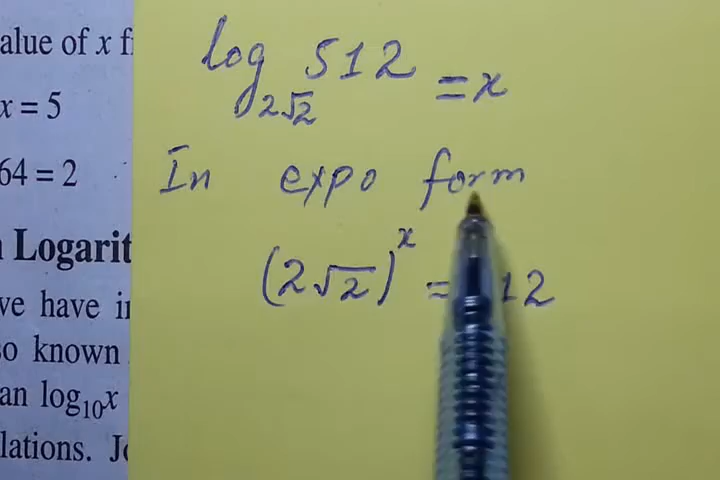 alue of x f
x = 5
64 = 2
Logarit
ve have i
so known
an log₁₀x
lations. J
log₂√₂ 512 = x
In expo form
(2√2)ˣ = 12